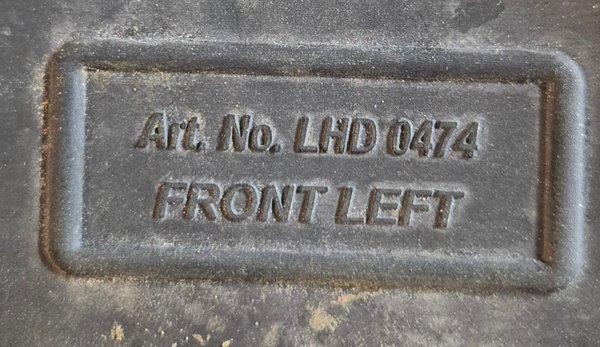 Art. No. LHD 0474
FRONT LEFT